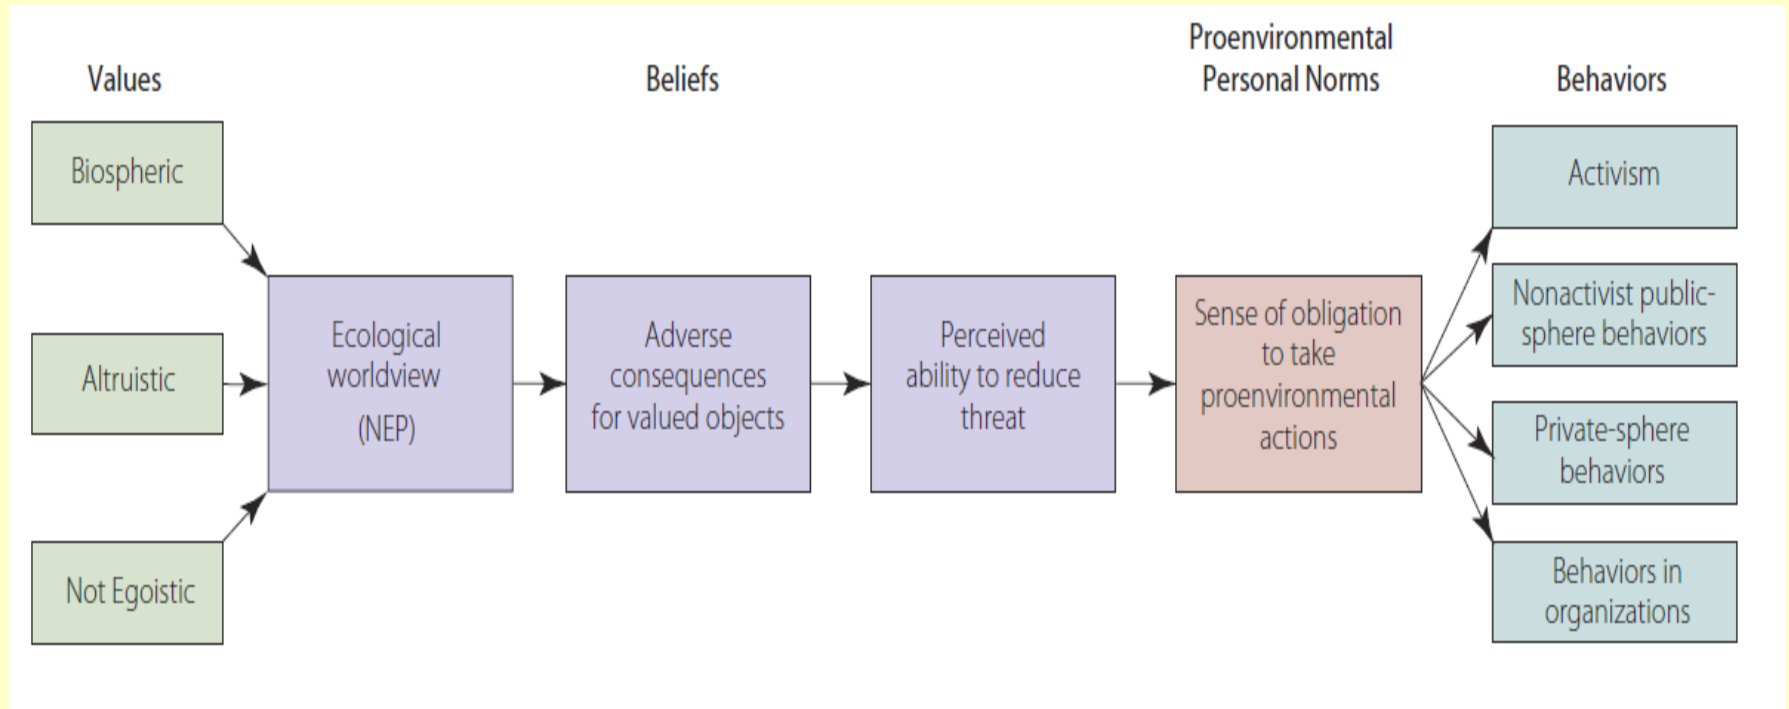 Values
Beliefs
Proenvironmental
Personal Norms
Behaviors
Biospheric
Altruistic
Not Egoistic
Ecological
worldview
(NEP)
Adverse
consequences
for valued objects
Perceived
ability to reduce
threat
Sense of obligation
to take
proenvironmental
actions
Activism
Nonactivist public-
sphere behaviors
Private-sphere
behaviors
Behaviors in
organizations